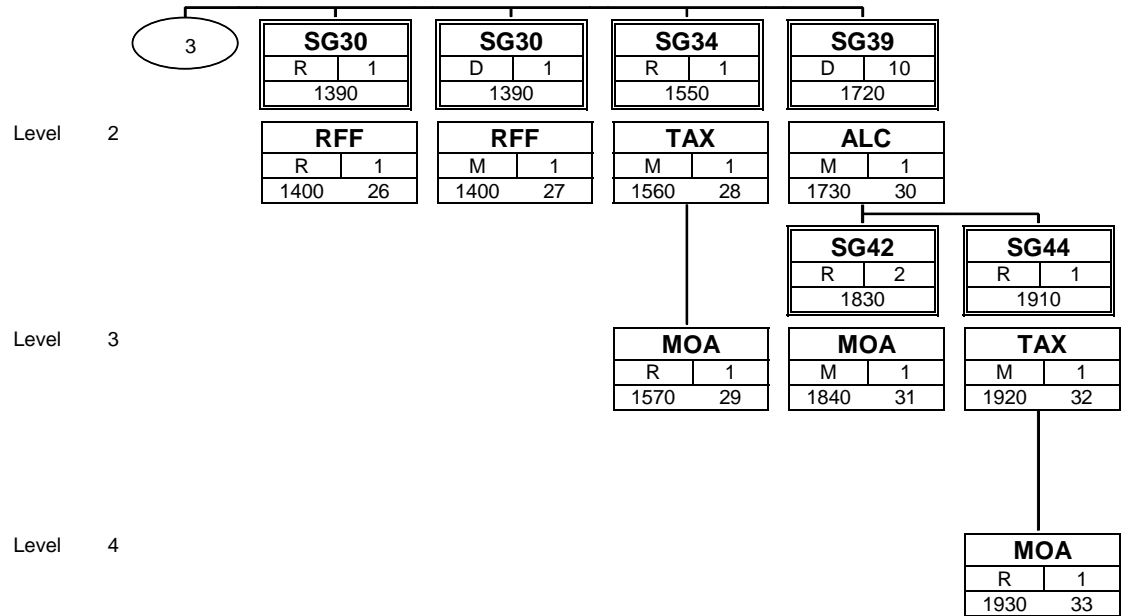 3
SG30 SG30 SG34 SG39
R 1 D 1 R 1 D 10
1390 1390 1550 1720
Level 2
RFF RFF TAX ALC
R 1 M 1 M 1 M 1
1400 26 1400 27 1560 28 1730 30
SG42 SG44
R 2 R 1
1830 1910
Level 3
MOA MOA TAX
R 1 M 1 M 1
1570 29 1840 31 1920 32
Level 4
MOA
R 1
1930 33